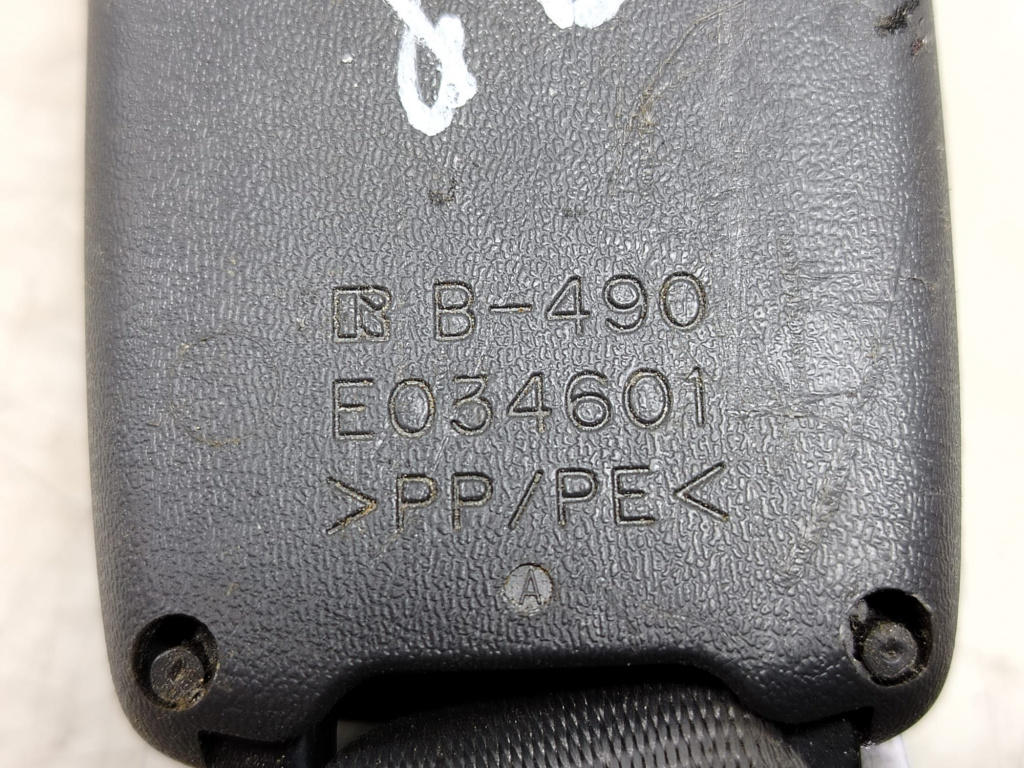 R B-490
E034601
>PP/PE<
A